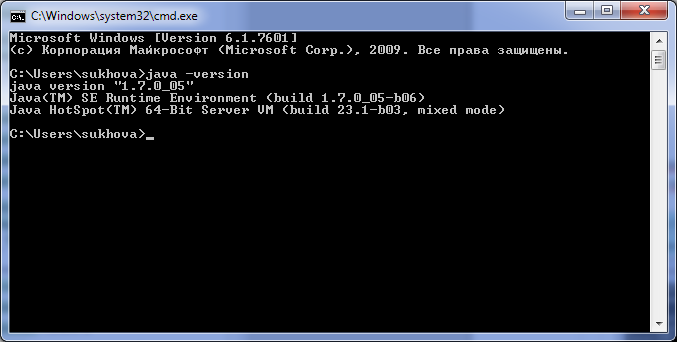 C:\Windows\system32\cmd.exe
Microsoft Windows [Version 6.1.7601]
(c) Корпорация Майкрософт (Microsoft Corp.), 2009. Все права защищены.
C:\Users\sukhova>java -version
java version "1.7.0_05"
Java(TM) SE Runtime Environment (build 1.7.0_05-b06)
Java HotSpot(TM) 64-Bit Server VM (build 23.1-b03, mixed mode)
C:\Users\sukhova>_